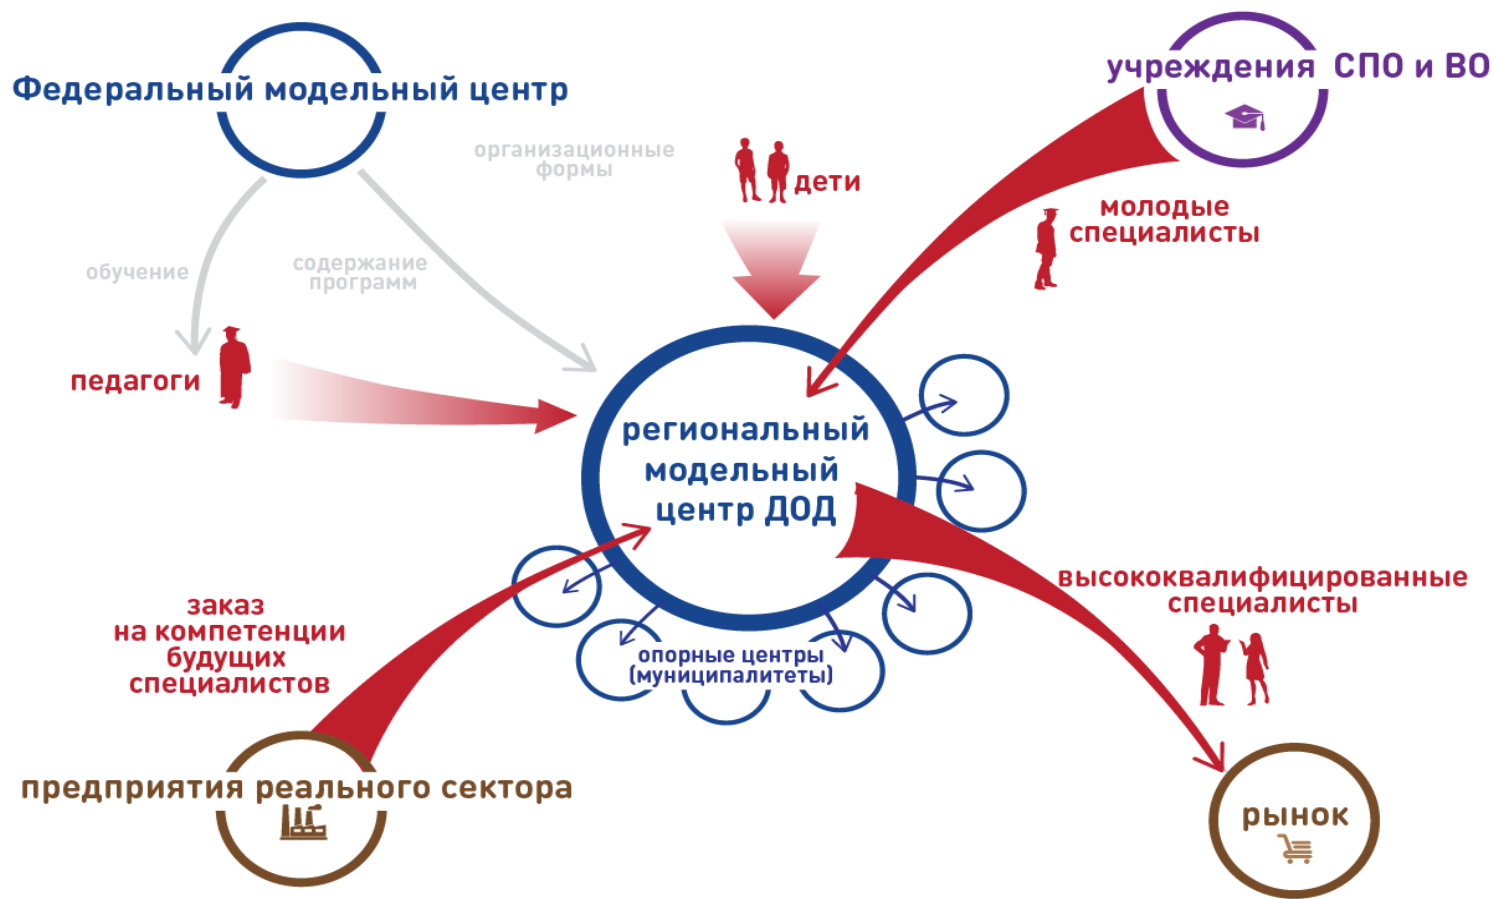 Федеральный модельный центр
учреждения СПО и ВО
организационные
формы
дети
молодые
специалисты
обучение
содержание
программ
педагоги
региональный
модельный
центр ДОД
высококвалифицированные
специалисты
заказ
на компетенции
будущих
специалистов
опорные центры
(муниципалитеты)
предприятия реального сектора
рынок